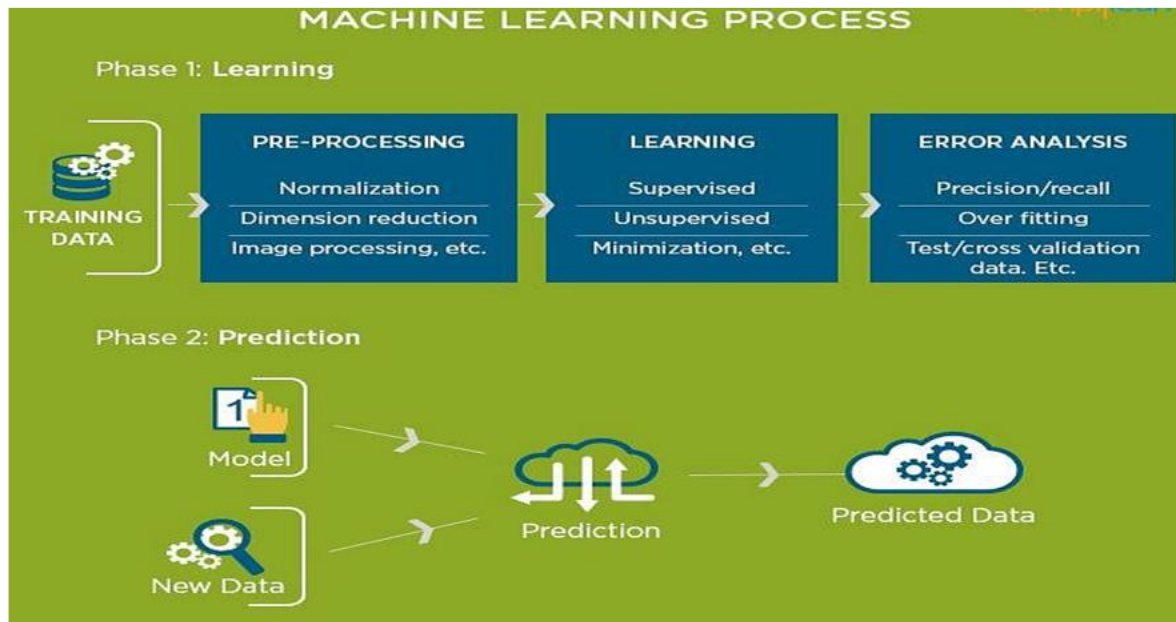 MACHINE LEARNING PROCESS
Phase 1: Learning
TRAINING
DATA
PRE-PROCESSING
Normalization
Dimension reduction
Image processing, etc.
LEARNING
Supervised
Unsupervised
Minimization, etc.
ERROR ANALYSIS
Precision/recall
Over fitting
Test/cross validation
data. Etc.
Phase 2: Prediction
1
Model
New Data
Prediction
Predicted Data